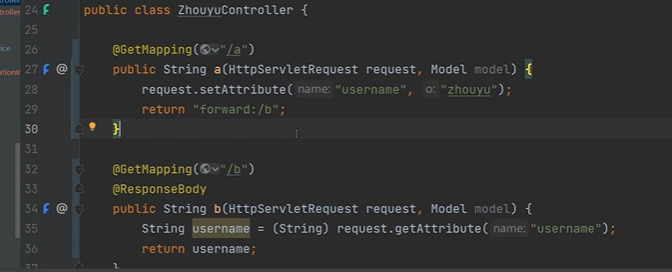 24 public class ZhouyuController {
25
26 @GetMapping("/a")
27 @ public String a(HttpServletRequest request, Model model) {
28 request.setAttribute( name: "username", o: "zhouyu");
29 return "forward:/b";
30 }
31
32 @GetMapping("/b")
33 @ResponseBody
34 @ public String b(HttpServletRequest request, Model model) {
35 String username = (String) request.getAttribute( name: "username");
36 return username;
37 }